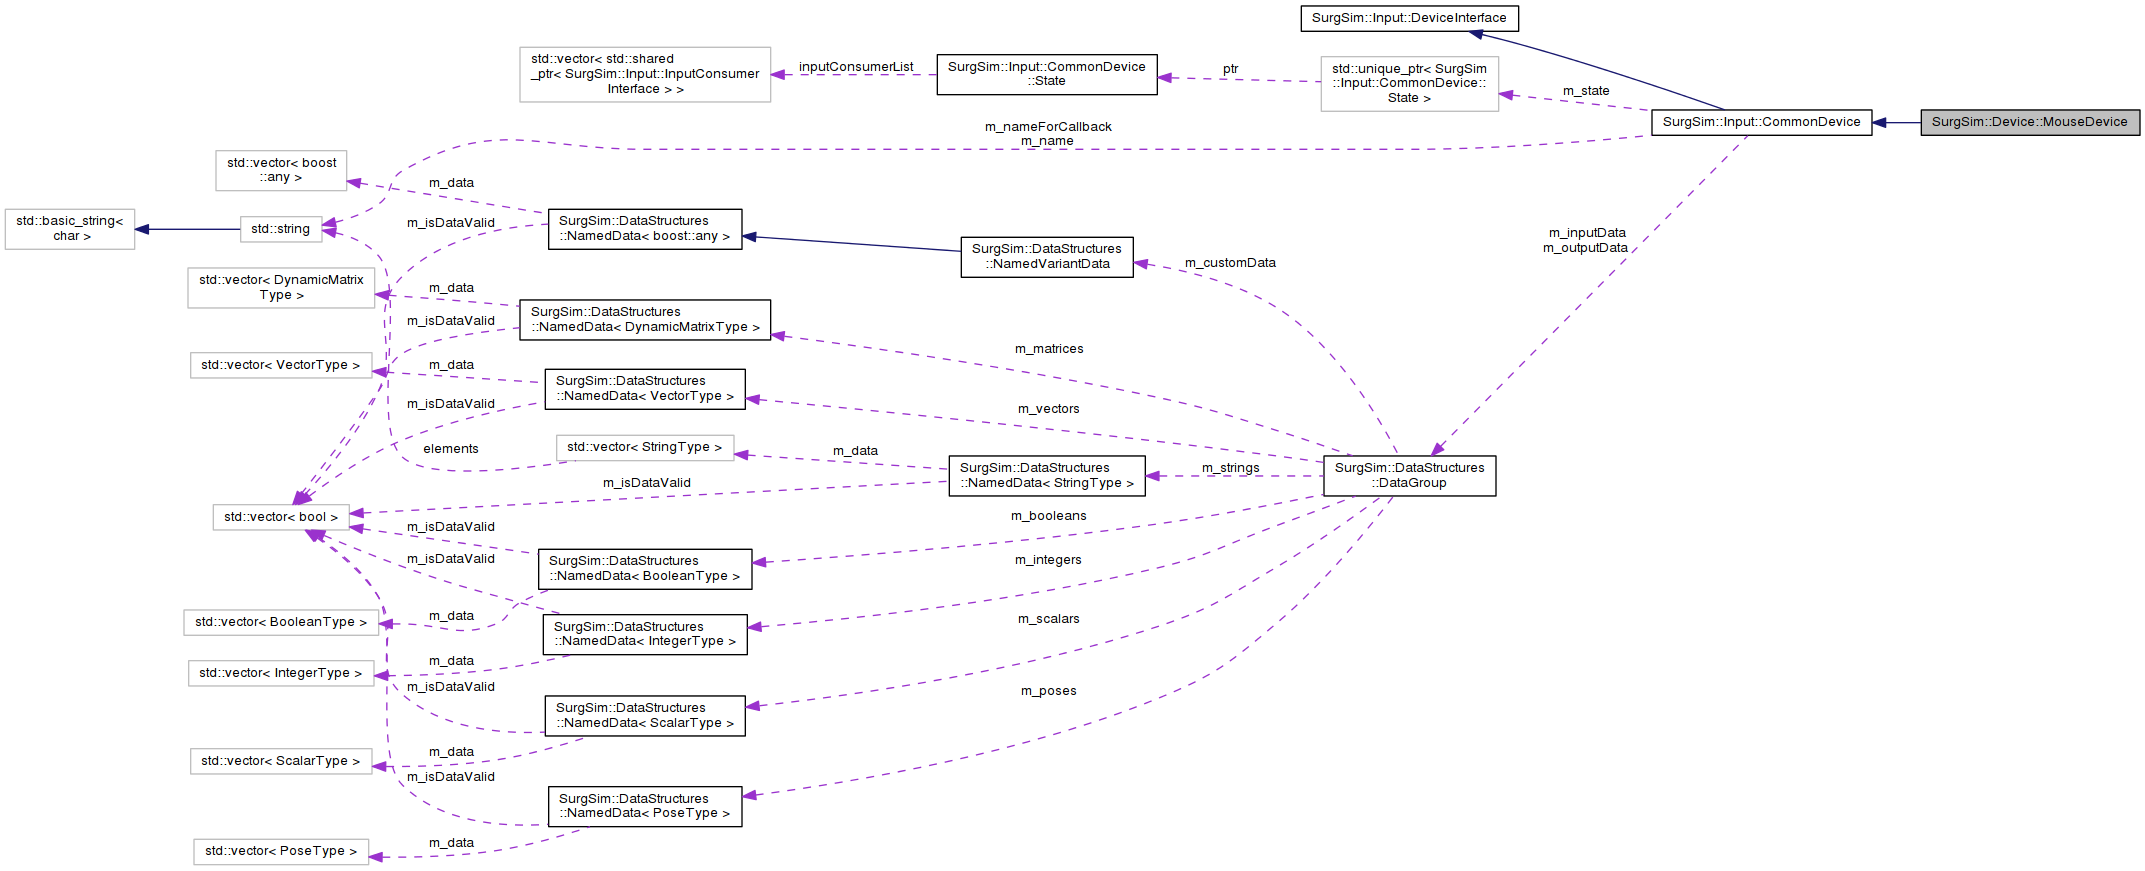 SurgSim::Input::DeviceInterface
std::vector< std::shared
_ptr< SurgSim::Input::InputConsumer
Interface > >
inputConsumerList
SurgSim::Input::CommonDevice
::State
ptr
std::unique_ptr< SurgSim
::Input::CommonDevice::
State >
m_state
SurgSim::Input::CommonDevice
SurgSim::Device::MouseDevice
m_nameForCallback
m_name
std::vector< boost
::any >
m_data
std::basic_string<
char >
std::string
m_isDataValid
SurgSim::DataStructures
::NamedData< boost::any >
SurgSim::DataStructures
::NamedVariantData
m_customData
m_inputData
m_outputData
std::vector< DynamicMatrix
Type >
m_data
m_isDataValid
SurgSim::DataStructures
::NamedData< DynamicMatrixType >
m_matrices
std::vector< VectorType >
m_data
m_isDataValid
SurgSim::DataStructures
::NamedData< VectorType >
m_vectors
elements
std::vector< StringType >
m_data
SurgSim::DataStructures
::NamedData< StringType >
m_strings
SurgSim::DataStructures
::DataGroup
m_isDataValid
std::vector< bool >
m_isDataValid
m_booleans
m_isDataValid
SurgSim::DataStructures
::NamedData< BooleanType >
m_integers
std::vector< BooleanType >
m_data
SurgSim::DataStructures
::NamedData< IntegerType >
m_scalars
std::vector< IntegerType >
m_data
m_isDataValid
SurgSim::DataStructures
::NamedData< ScalarType >
m_poses
std::vector< ScalarType >
m_data
m_isDataValid
SurgSim::DataStructures
::NamedData< PoseType >
std::vector< PoseType >
m_data